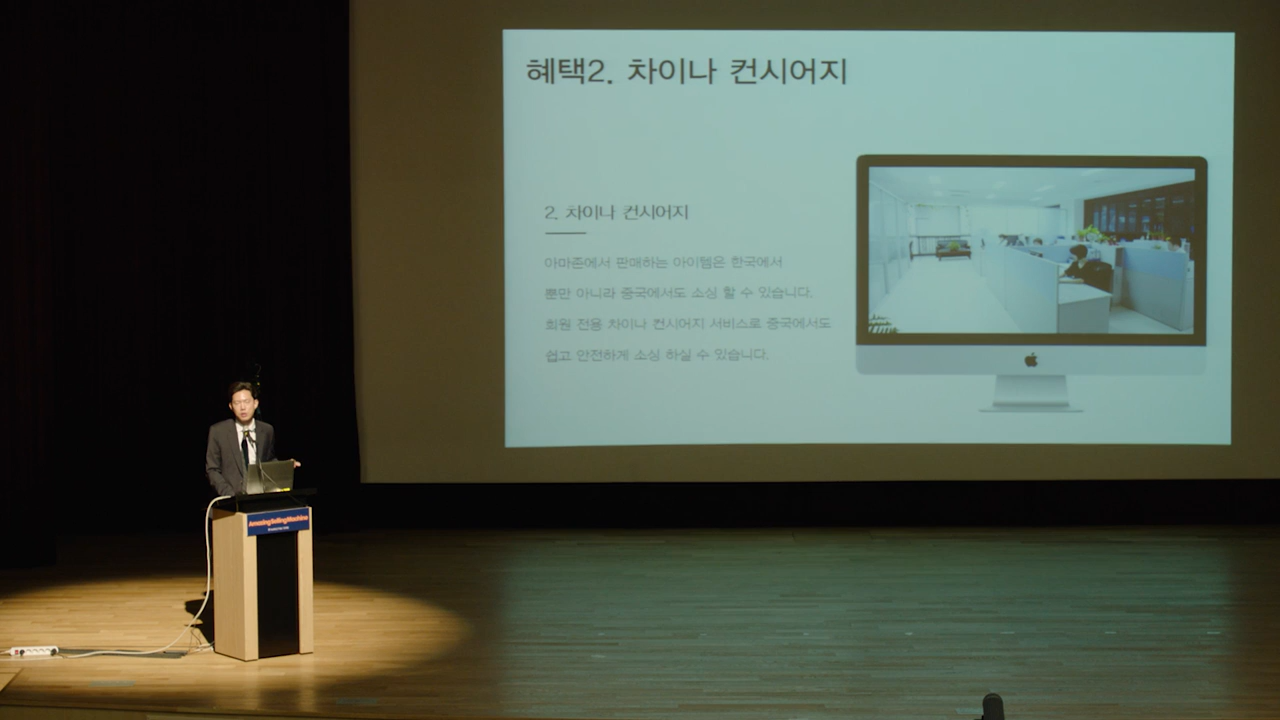 혜택2. 차이나 컨시어지
2. 차이나 컨시어지
아마존에서 판매하는 아이템은 한국에서
뿐만 아니라 중국에서도 소싱 할 수 있습니다.
회원 전용 차이나 컨시어지 서비스로 중국에서도
쉽고 안전하게 소싱 하실 수 있습니다.
AmazingSellingMachine